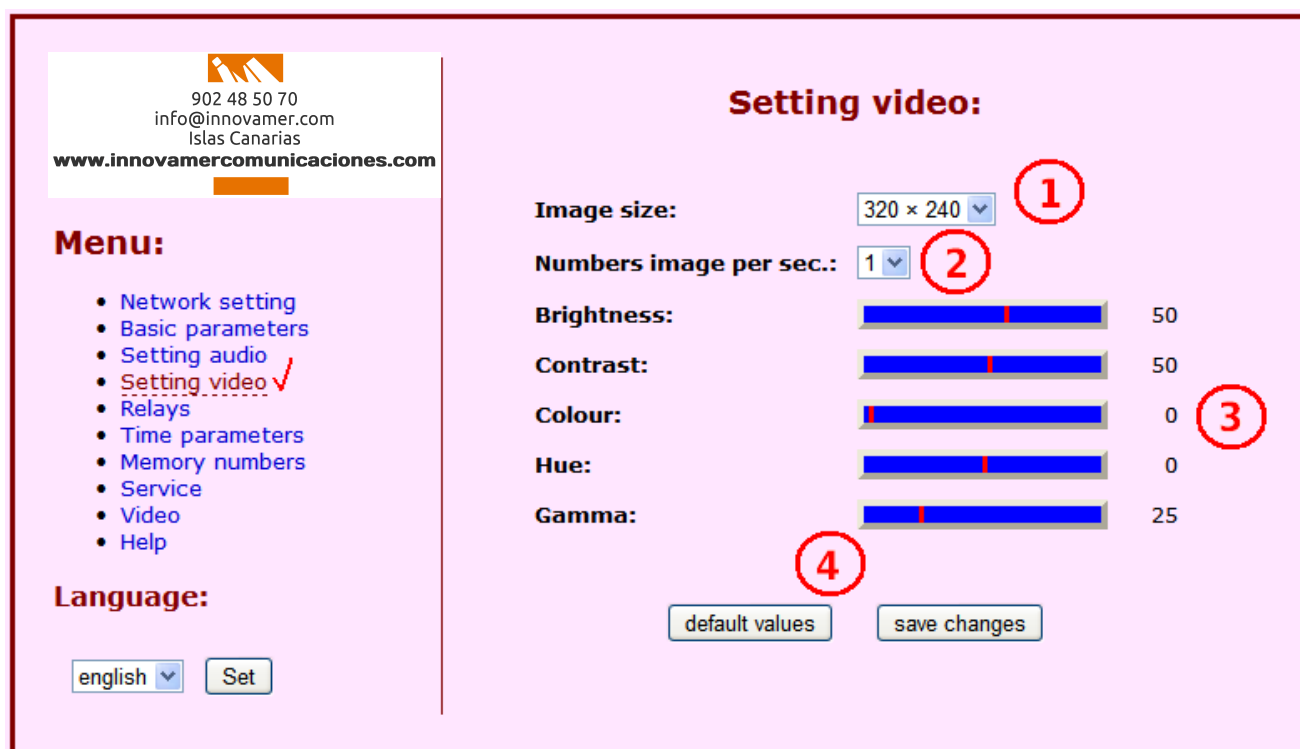 902 48 50 70
info@innovamer.com
Islas Canarias
www.innovamercomunicaciones.com
Menu:
Network setting
Basic parameters
Setting audio
Setting video
Relays
Time parameters
Memory numbers
Service
Video
Help
Language:
english Set
Setting video:
Image size: 320 × 240 1
Numbers image per sec.: 1 2
Brightness: 50
Contrast: 50
Colour: 0 3
Hue: 0
Gamma: 25
4
default values save changes